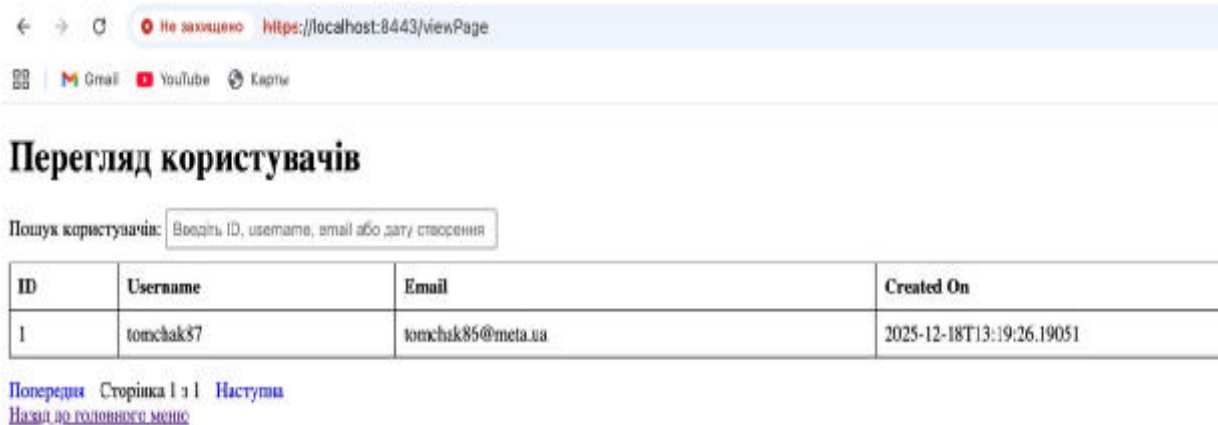 Не захищено https://localhost:8443/viewPage
Gmail YouTube Карты
Перегляд користувачів
Пошук користувачів: Введіть ID, username, email або дату створення
ID Username Email Created On
1 tomchak87 tomchak86@meta.ua 2025-12-18T13:19:26.19051
Попередня Сторінка 1 з 1 Наступна
Назад до головного меню